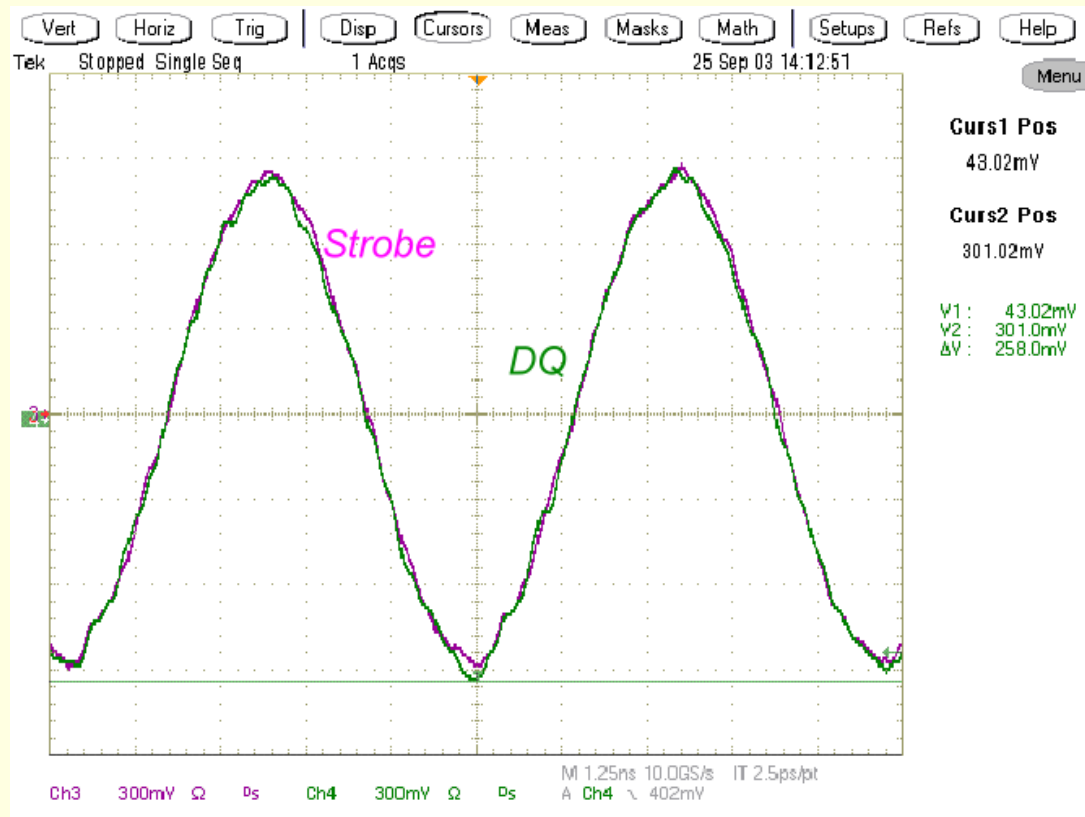 Vert Horiz Trig Disp Cursors Meas Masks Math Setups Refs Help
Tek Stopped Single Seq 1 Acqs 25 Sep 03 14:12:51
Menu
Curs1 Pos
43.02mV
Curs2 Pos
301.02mV
V1 : 43.02mV
V2 : 301.0mV
ΔV : 258.0mV
Strobe
DQ
M 1.25ns 10.0GS/s IT 2.5ps/pt
Ch3 300mV Ω Ds Ch4 300mV Ω Ds A Ch4 ↘ 402mV